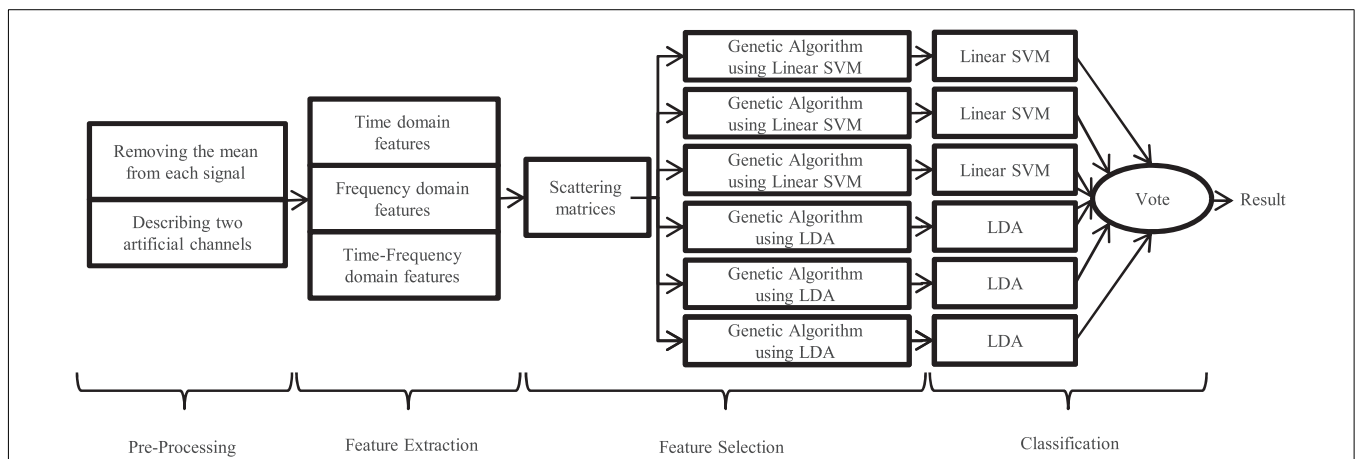 Removing the mean
from each signal
Describing two
artificial channels
Time domain
features
Frequency domain
features
Time-Frequency
domain features
Scattering
matrices
Genetic Algorithm
using Linear SVM
Genetic Algorithm
using Linear SVM
Genetic Algorithm
using Linear SVM
Genetic Algorithm
using LDA
Genetic Algorithm
using LDA
Genetic Algorithm
using LDA
Linear SVM
Linear SVM
Linear SVM
LDA
LDA
LDA
Vote
Result
Pre-Processing
Feature Extraction
Feature Selection
Classification